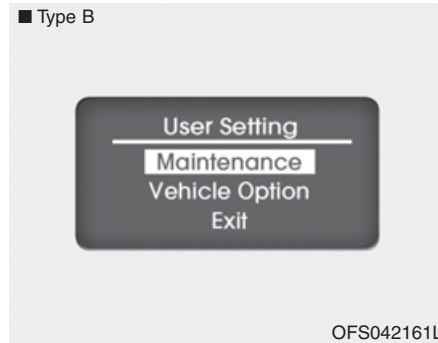 ■ Type B
User Setting
Maintenance
Vehicle Option
Exit
OFS042161L